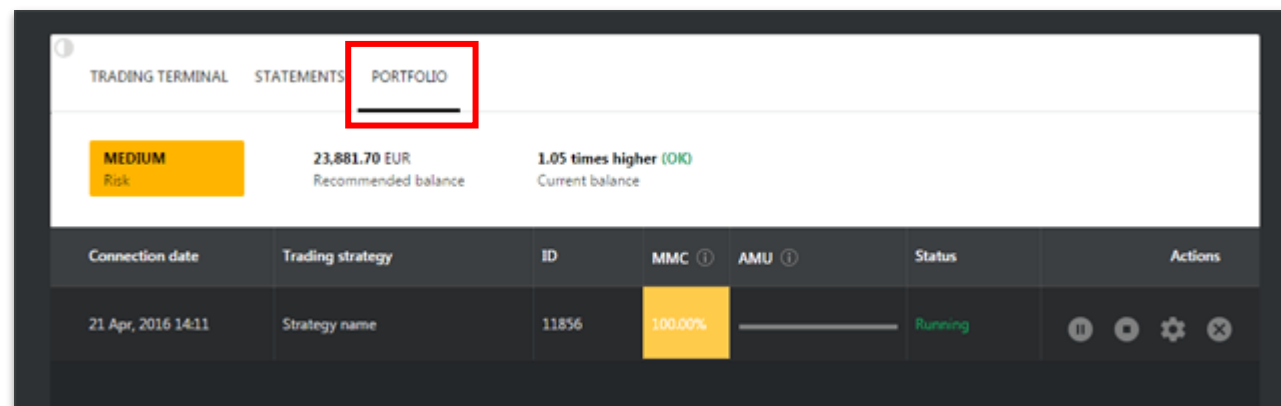 TRADING TERMINAL STATEMENTS PORTFOLIO
MEDIUM 23,881.70 EUR 1.05 times higher (OK)
Risk Recommended balance Current balance
Connection date Trading strategy ID MMC AMU Status Actions
21 Apr, 2016 14:11 Strategy name 11856 100.00% Running